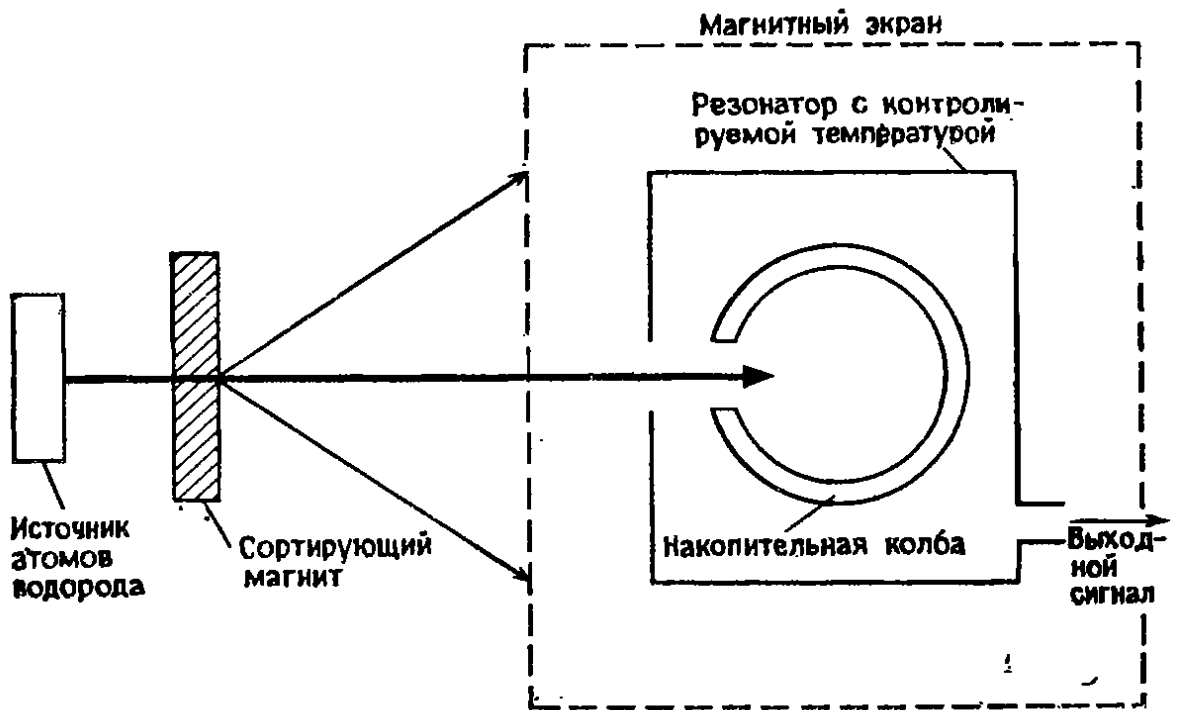 Магнитный экран
Резонатор с контроли-
руемой температурой
Источник
атомов
водорода
Сортирующий
магнит
Накопительная колба
Выход-
ной
сигнал